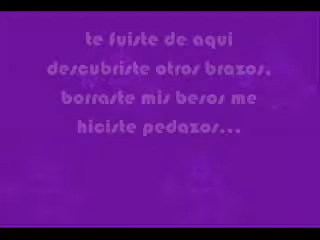 te fuiste de aqui
descubriste otros brazos,
borraste mis besos me
hiciste pedazos...